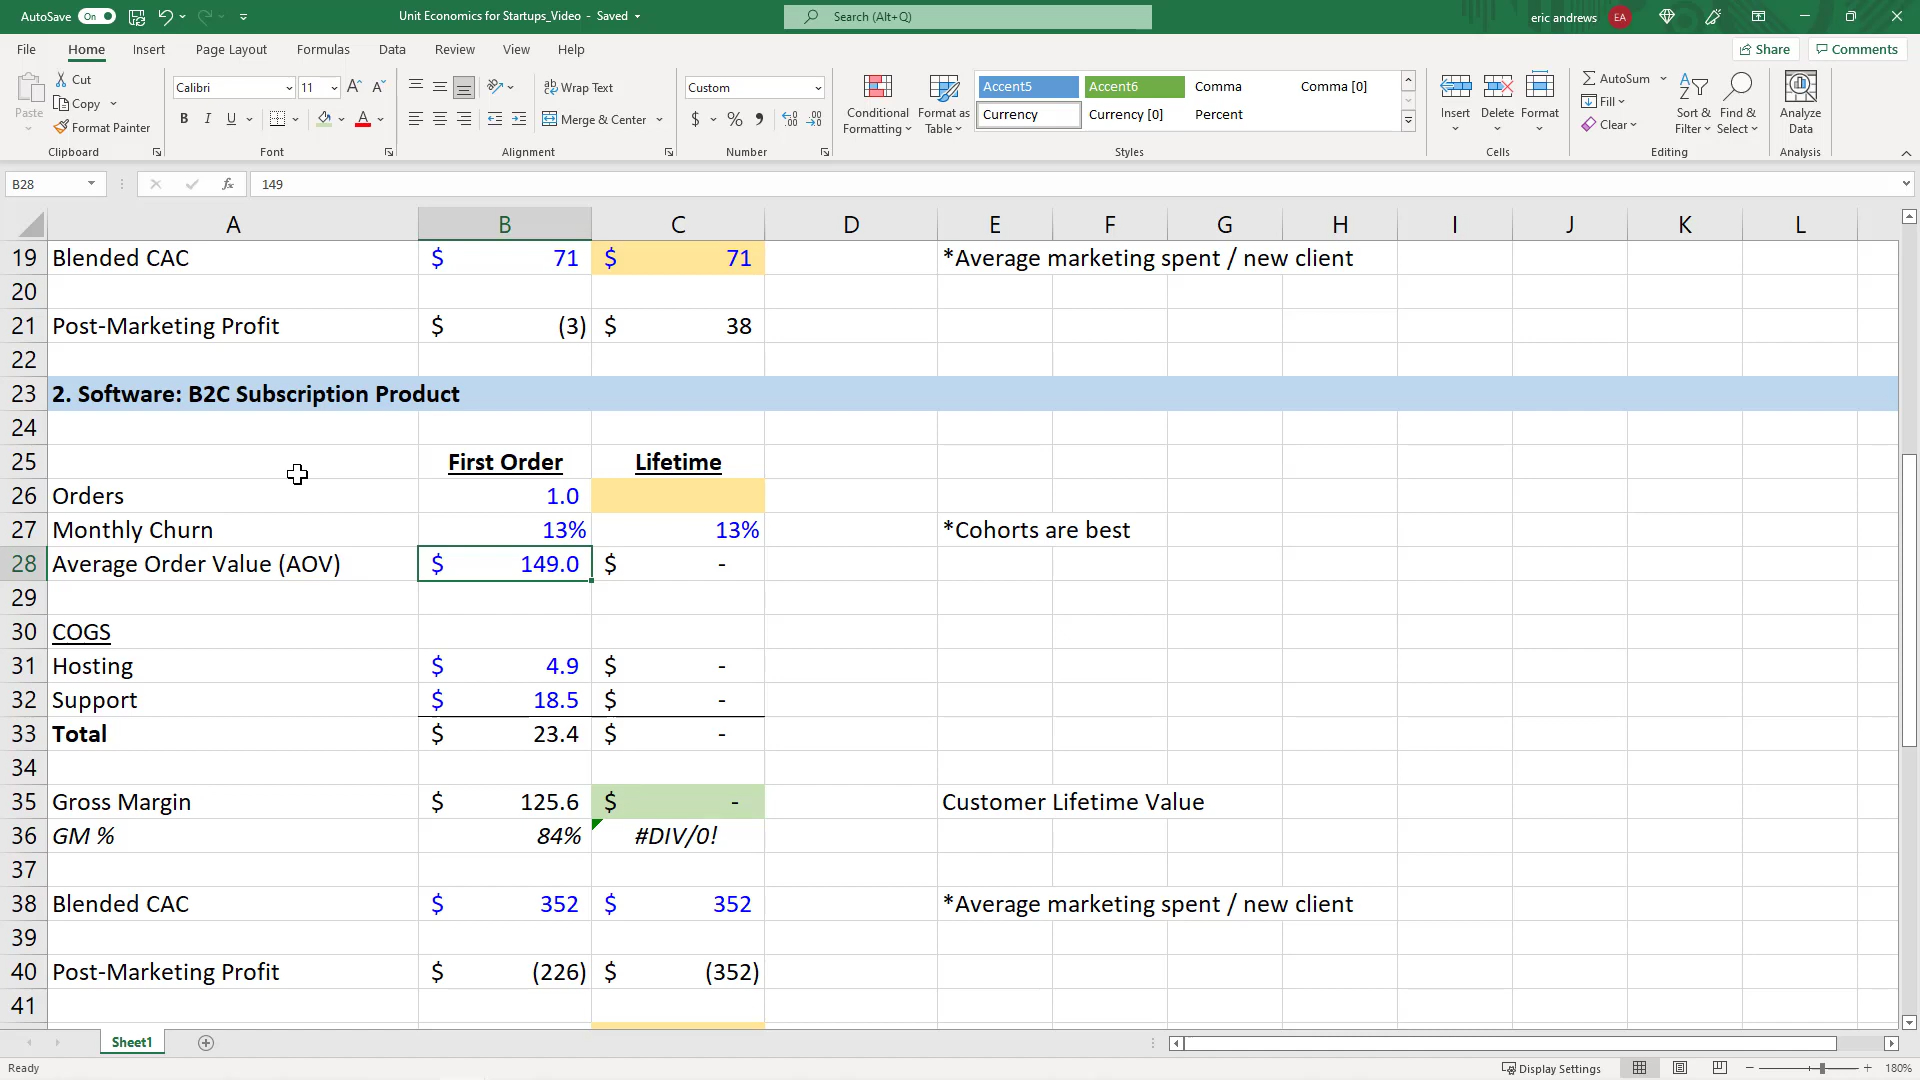 AutoSave On Unit Economics for Startups_Video - Saved Search (Alt+Q) eric andrews EA
File Home Insert Page Layout Formulas Data Review View Help Share Comments
Paste Cut Copy Format Painter Clipboard
Calibri 11 B I U A Font
Wrap Text Merge & Center Alignment
Custom $ % Number
Conditional Formatting Format as Table
Accent5 Accent6 Comma Comma [0]
Currency Currency [0] Percent
Styles
Insert Delete Format Cells
AutoSum Fill Clear Sort & Filter Find & Select Editing
Analyze Data Analysis
B28 fx 149
A B C D E F G H I J K L
19 Blended CAC $ 71 $ 71 *Average marketing spent / new client
20
21 Post-Marketing Profit $ (3) $ 38
22
23 2. Software: B2C Subscription Product
24
25 First Order Lifetime
26 Orders 1.0
27 Monthly Churn 13% 13% *Cohorts are best
28 Average Order Value (AOV) $ 149.0 $ -
29
30 COGS
31 Hosting $ 4.9 $ -
32 Support $ 18.5 $ -
33 Total $ 23.4 $ -
34
35 Gross Margin $ 125.6 $ - Customer Lifetime Value
36 GM % 84% #DIV/0!
37
38 Blended CAC $ 352 $ 352 *Average marketing spent / new client
39
40 Post-Marketing Profit $ (226) $ (352)
41
Sheet1
Ready Display Settings 180%